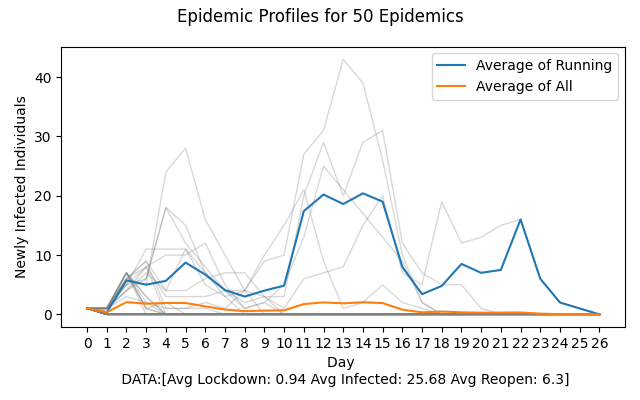 Epidemic Profiles for 50 Epidemics
Average of Running
Average of All
Newly Infected Individuals
40
30
20
10
0
0 1 2 3 4 5 6 7 8 9 10 11 12 13 14 15 16 17 18 19 20 21 22 23 24 25 26
Day
DATA:[Avg Lockdown: 0.94 Avg Infected: 25.68 Avg Reopen: 6.3]